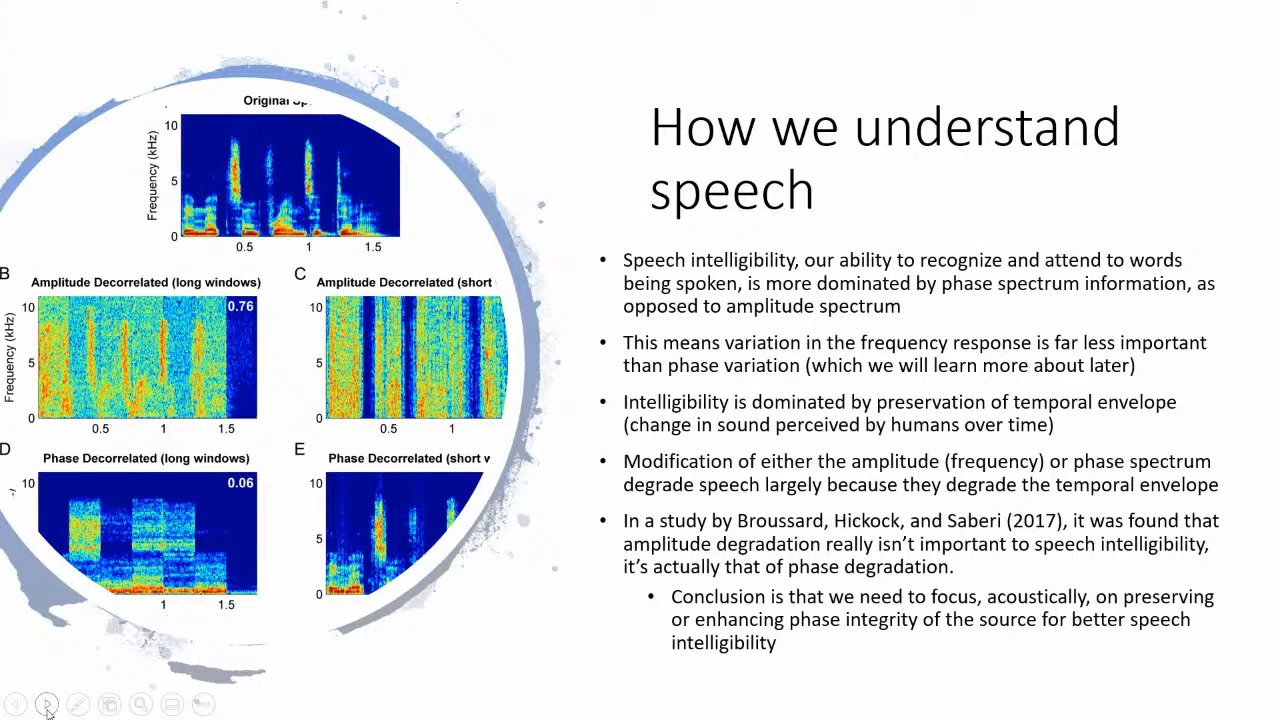 Original Sp
10
5
0
Frequency (kHz)
0.5 1 1.5
B
Amplitude Decorrelated (long windows)
0.76
10
5
0
Frequency (kHz)
0.5 1 1.5
C
Amplitude Decorrelated (short
10
5
0
0.5 1
D
Phase Decorrelated (long windows)
0.06
10
1 1.5
E
Phase Decorrelated (short w
10
5
0
How we understand
speech
• Speech intelligibility, our ability to recognize and attend to words
being spoken, is more dominated by phase spectrum information, as
opposed to amplitude spectrum
• This means variation in the frequency response is far less important
than phase variation (which we will learn more about later)
• Intelligibility is dominated by preservation of temporal envelope
(change in sound perceived by humans over time)
• Modification of either the amplitude (frequency) or phase spectrum
degrade speech largely because they degrade the temporal envelope
• In a study by Broussard, Hickock, and Saberi (2017), it was found that
amplitude degradation really isn’t important to speech intelligibility,
it’s actually that of phase degradation.
• Conclusion is that we need to focus, acoustically, on preserving
or enhancing phase integrity of the source for better speech
intelligibility